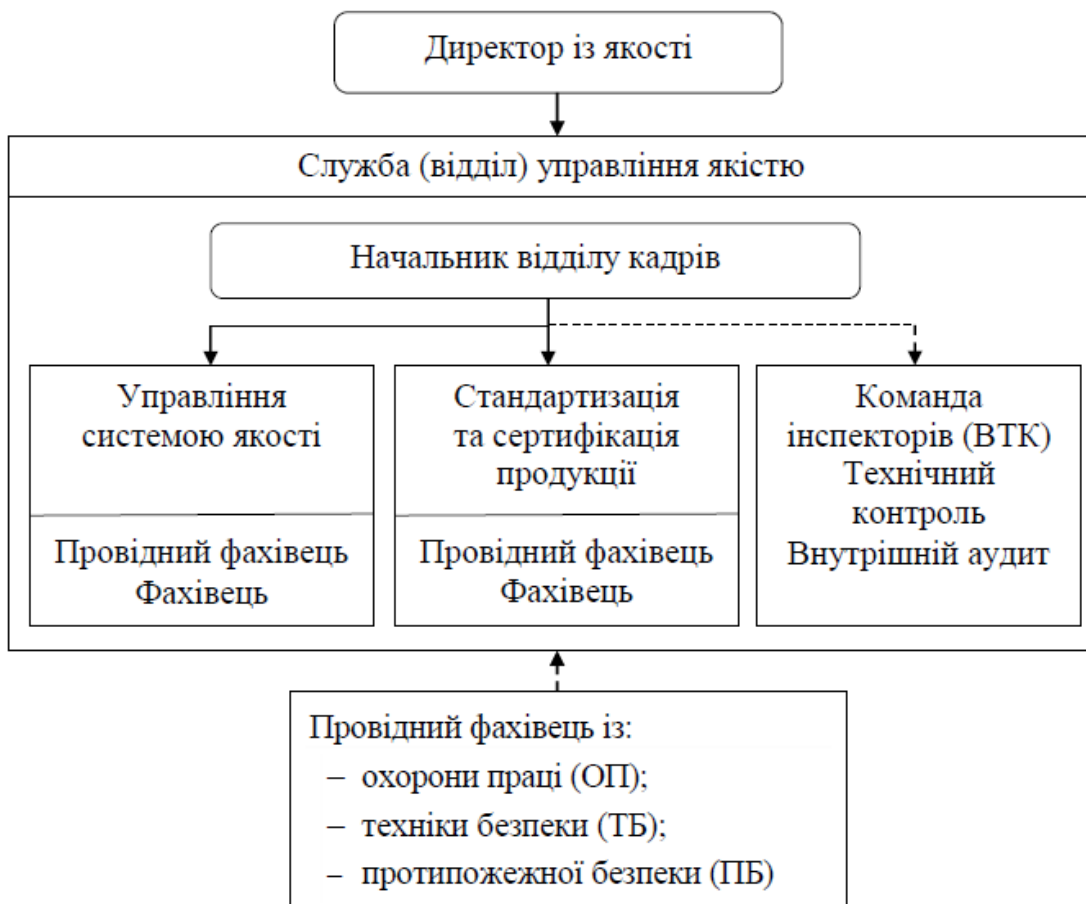 Директор із якості
Служба (відділ) управління якістю
Начальник відділу кадрів
Управління
системою якості
Провідний фахівець
Фахівець
Стандартизація
та сертифікація
продукції
Провідний фахівець
Фахівець
Команда
інспекторів (ВТК)
Технічний
контроль
Внутрішній аудит
Провідний фахівець із:
– охорони праці (ОП);
– техніки безпеки (ТБ);
– протипожежної безпеки (ПБ)